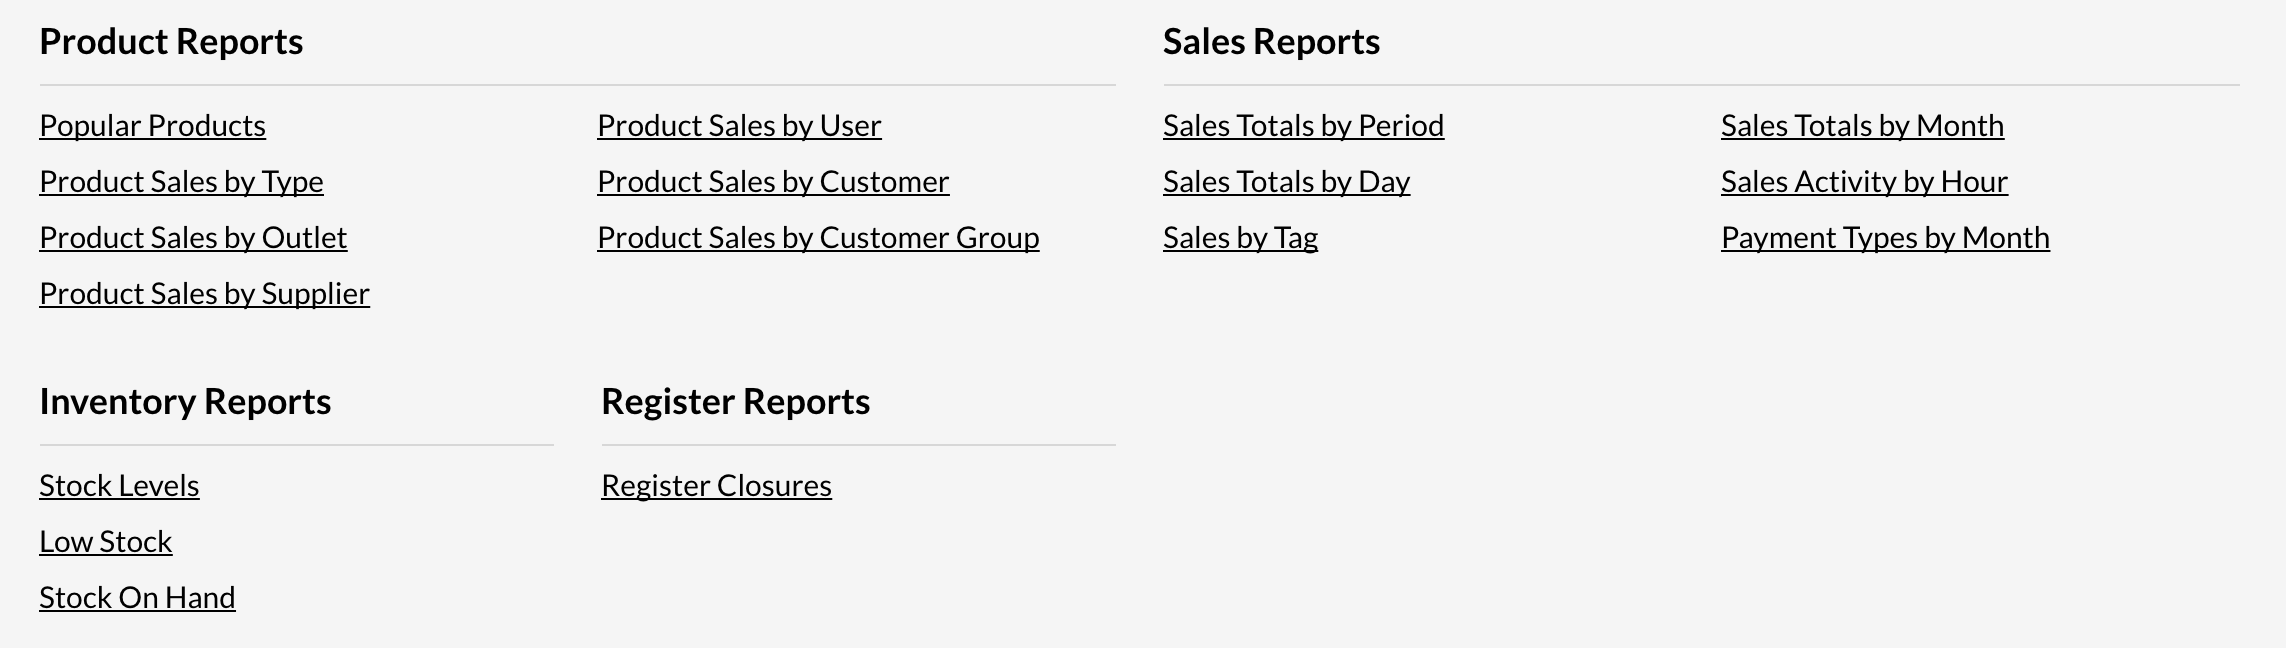 Product Reports
Popular Products
Product Sales by Type
Product Sales by Outlet
Product Sales by Supplier
Product Sales by User
Product Sales by Customer
Product Sales by Customer Group
Sales Reports
Sales Totals by Period
Sales Totals by Day
Sales by Tag
Sales Totals by Month
Sales Activity by Hour
Payment Types by Month
Inventory Reports
Stock Levels
Low Stock
Stock On Hand
Register Reports
Register Closures